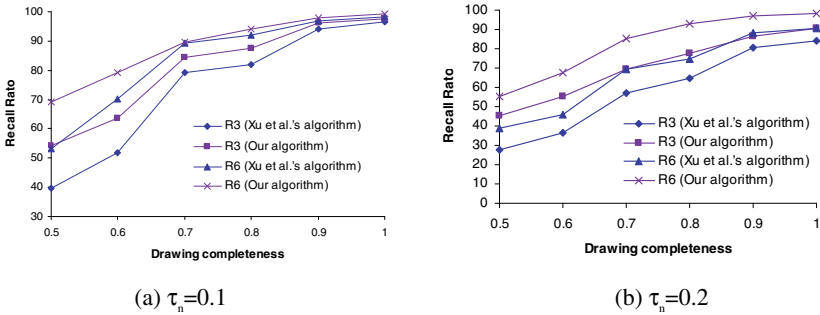 100
90
80
70
60
50
40
30
Recall Rato
R3 (Xu et al.'s algorithm)
R3 (Our algorithm)
R6 (Xu et al.'s algorithm)
R6 (Our algorithm)
0.5 0.6 0.7 0.8 0.9 1
Drawing completeness
(a) τn=0.1
100
90
80
70
60
50
40
30
20
10
0
Recall Rato
R3 (Xu et al.'s algorithm)
R3 (Our algorithm)
R6 (Xu et al.'s algorithm)
R6 (Our algorithm)
0.5 0.6 0.7 0.8 0.9 1
Drawing completeness
(b) τn=0.2